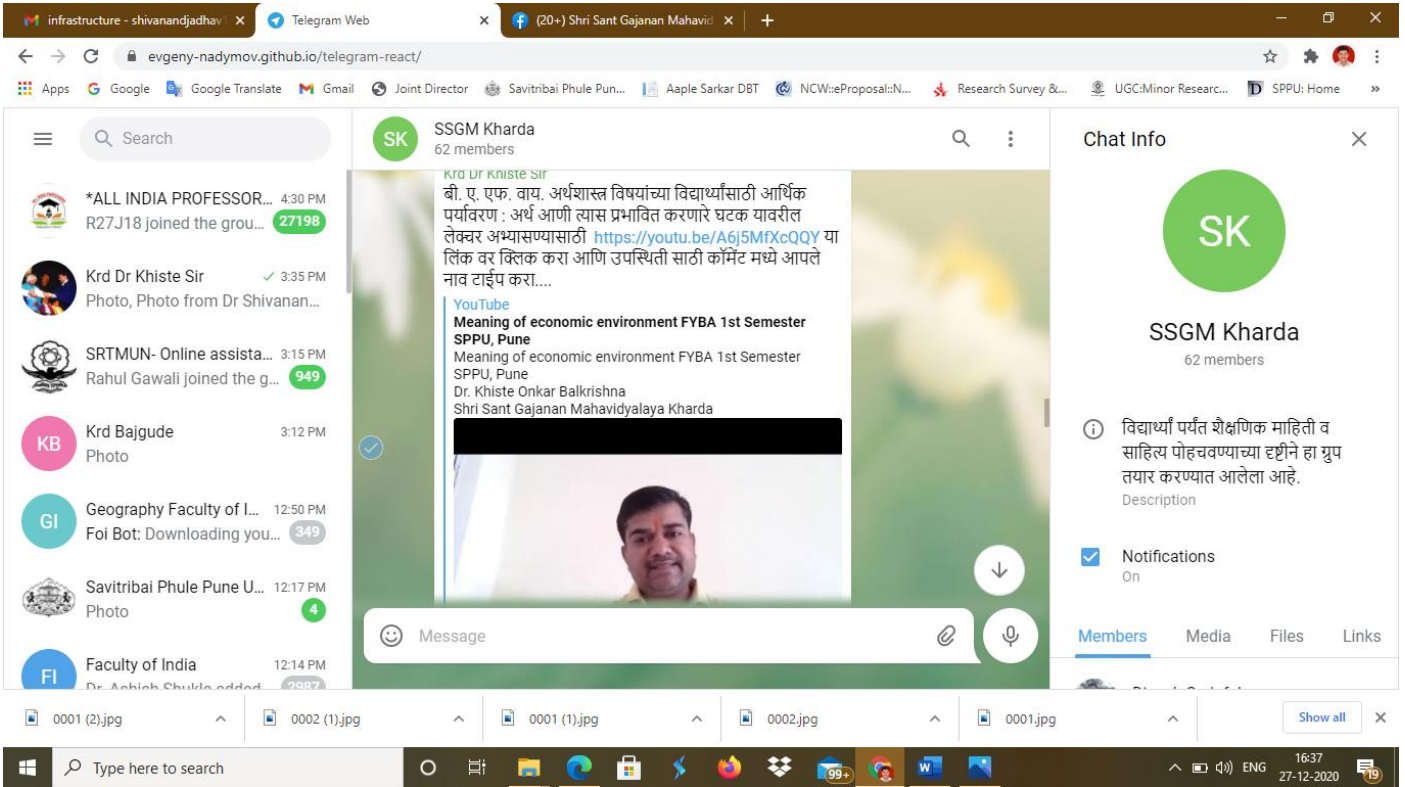 infrastructure - shivanandjadhav1
Telegram Web
(20+) Shri Sant Gajanan Mahavid
evgeny-nadymov.github.io/telegram-react/
Apps
Google
Google Translate
Gmail
Joint Director
Savitribai Phule Pun...
Aaple Sarkar DBT
NCW::eProposal::N...
Research Survey &...
UGC:Minor Researc...
SPPU: Home
Search
*ALL INDIA PROFESSOR... 4:30 PM
R27J18 joined the grou... 27198
Krd Dr Khiste Sir 3:35 PM
Photo, Photo from Dr Shivanan...
SRTMUN- Online assista... 3:15 PM
Rahul Gawali joined the g... 949
KB
Krd Bajgude 3:12 PM
Photo
GI
Geography Faculty of I... 12:50 PM
Foi Bot: Downloading you... 349
Savitribai Phule Pune U... 12:17 PM
Photo 4
FI
Faculty of India 12:14 PM
SK
SSGM Kharda
62 members
Krd Dr Khiste Sir
बी. ए. एफ. वाय. अर्थशास्त्र विषयांच्या विद्यार्थ्यांसाठी आर्थिक
पर्यावरण : अर्थ आणी त्यास प्रभावित करणारे घटक यावरील
लेक्चर अभ्यासण्यासाठी https://youtu.be/A6j5MfXcQQY या
लिंक वर क्लिक करा आणि उपस्थिती साठी कॉमेंट मध्ये आपले
नाव टाईप करा....
YouTube
Meaning of economic environment FYBA 1st Semester
SPPU, Pune
Meaning of economic environment FYBA 1st Semester
SPPU, Pune
Dr. Khiste Onkar Balkrishna
Shri Sant Gajanan Mahavidyalaya Kharda
Message
Chat Info
SK
SSGM Kharda
62 members
विद्यार्थ्यां पर्यंत शैक्षणिक माहिती व
साहित्य पोहचवण्याच्या दृष्टीने हा ग्रुप
तयार करण्यात आलेला आहे.
Description
Notifications
On
Members Media Files Links
0001 (2).jpg
0002 (1).jpg
0001 (1).jpg
0002.jpg
0001.jpg
Show all
Type here to search
99+
ENG
16:37
27-12-2020
19